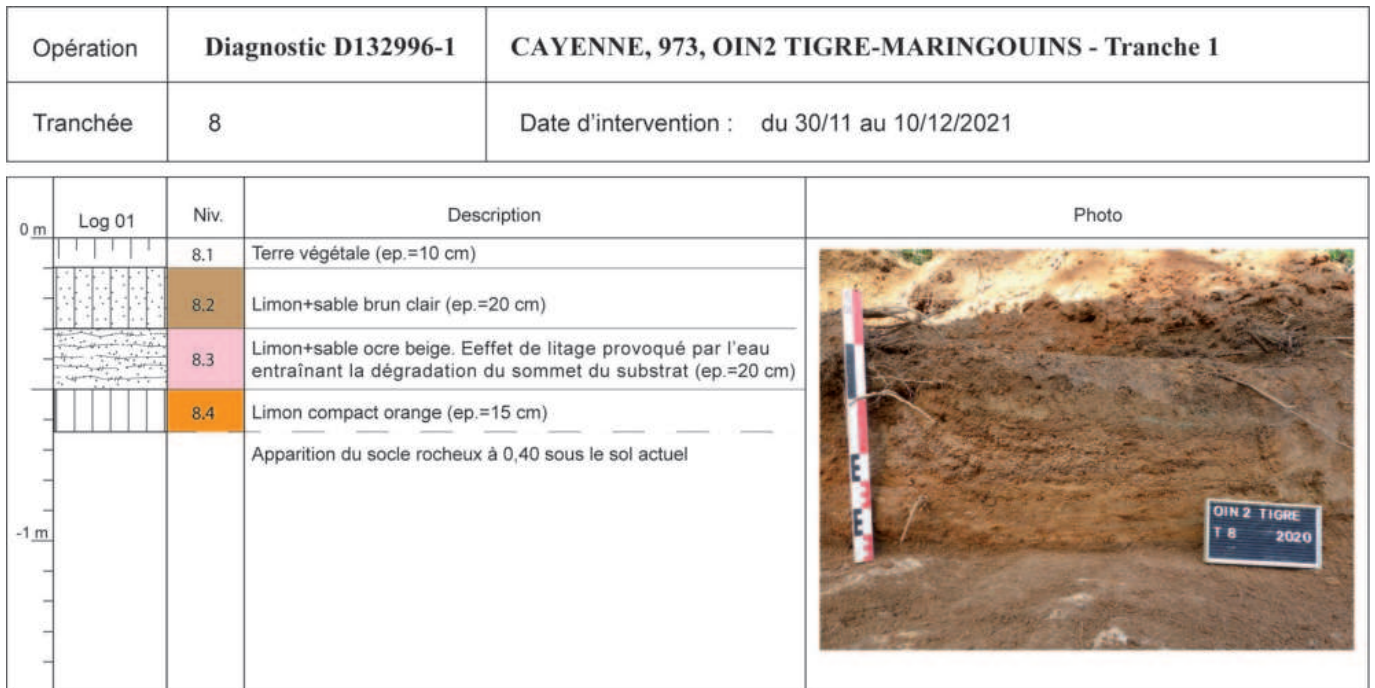 Opération Diagnostic D132996-1 CAYENNE, 973, OIN2 TIGRE-MARINGOUINS - Tranche 1
Tranchée 8 Date d'intervention : du 30/11 au 10/12/2021
0 m Log 01 Niv. Description Photo
8.1 Terre végétale (ep.=10 cm)
8.2 Limon+sable brun clair (ep.=20 cm)
8.3 Limon+sable ocre beige. Eeffet de litage provoqué par l'eau
entraînant la dégradation du sommet du substrat (ep.=20 cm)
8.4 Limon compact orange (ep.=15 cm)
Apparition du socle rocheux à 0,40 sous le sol actuel
-1 m
OIN 2 TIGRE
T 8 2020